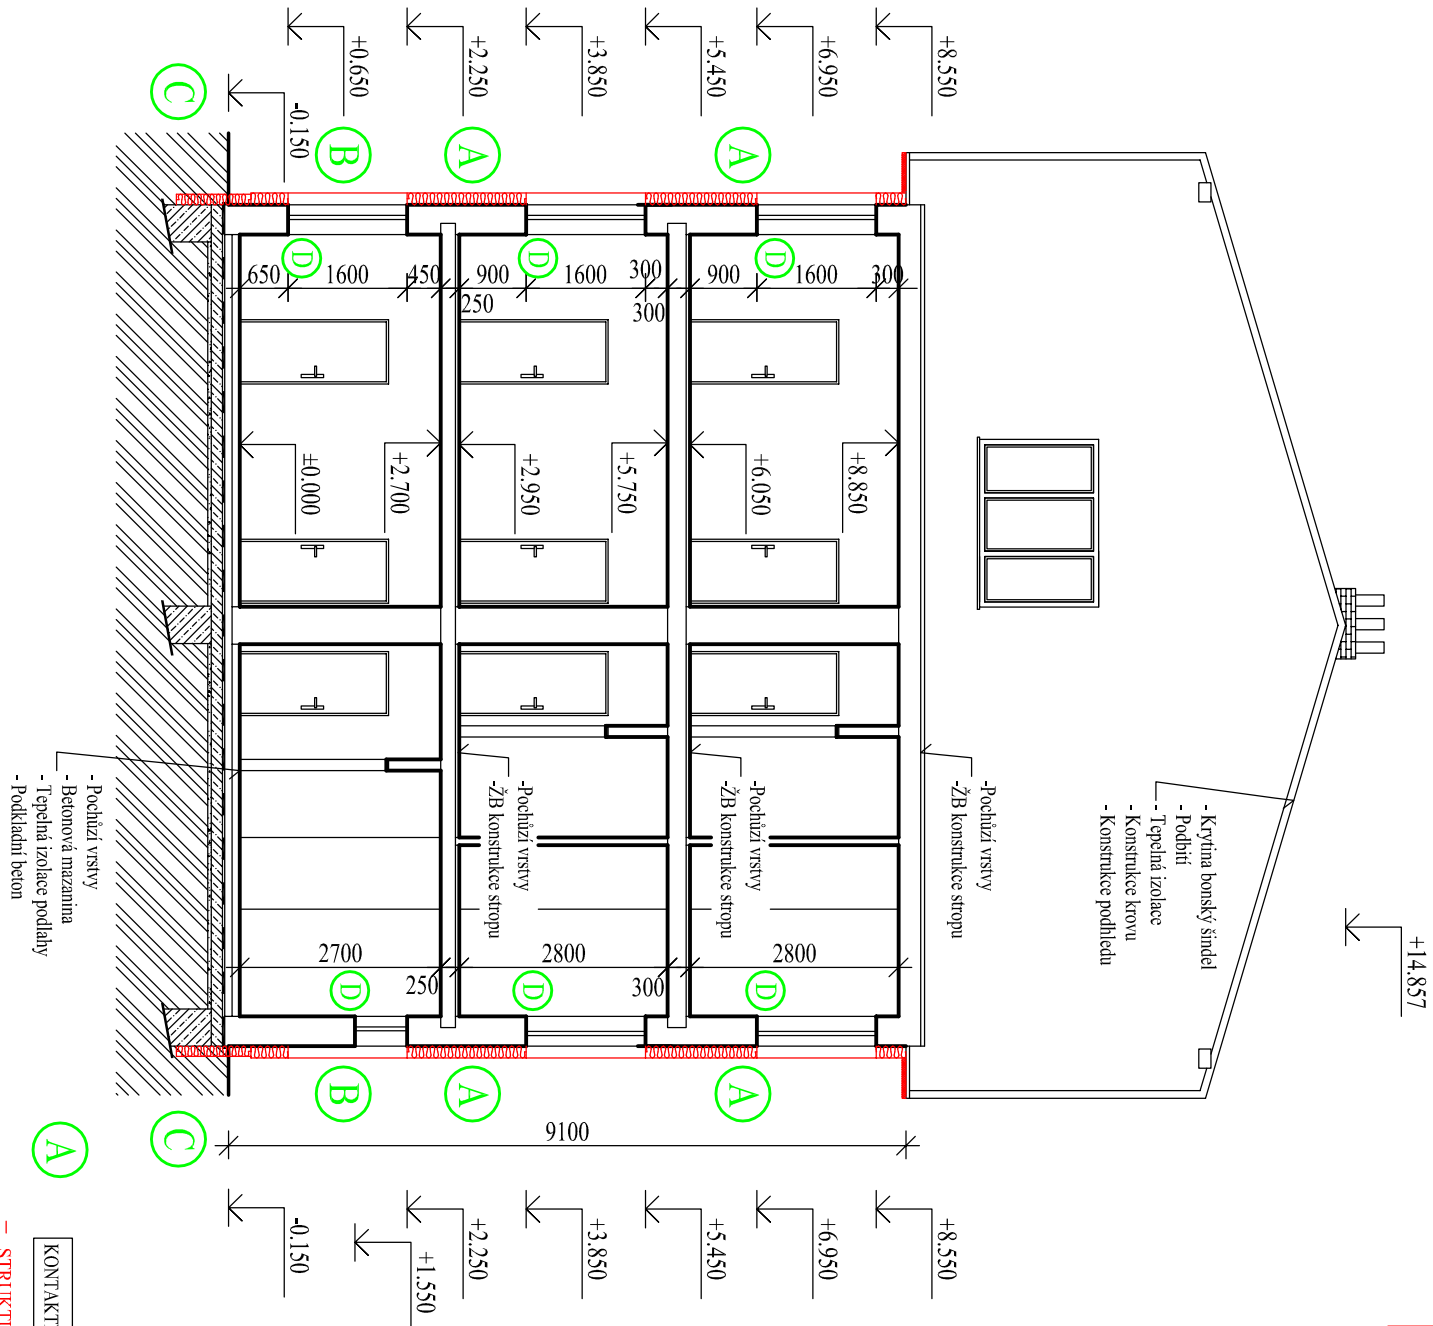 +0.650
+2.250
+3.850
+5.450
+6.950
+8.550
-0.150
C
B
A
A
D
D
D
650
1600
450
900
1600
300
900
1600
300
250
300
±0.000
+2.700
+2.950
+5.750
+6.050
+8.850
+14.857
- Krytina bonský šindel
- Podbití
- Tepelná izolace
- Konstrukce krovu
- Konstrukce podhledu
-Pochůzí vrstvy
-ŽB konstrukce stropu
-Pochůzí vrstvy
-ŽB konstrukce stropu
-Pochůzí vrstvy
-ŽB konstrukce stropu
- Pochůzí vrstvy
- Betonová mazanina
- Tepelná izolace podlahy
- Podkladní beton
2700
2800
2800
250
300
D
D
D
B
A
A
C
9100
A
-0.150
+1.550
+2.250
+3.850
+5.450
+6.950
+8.550
KONTAKT
- STRUKT